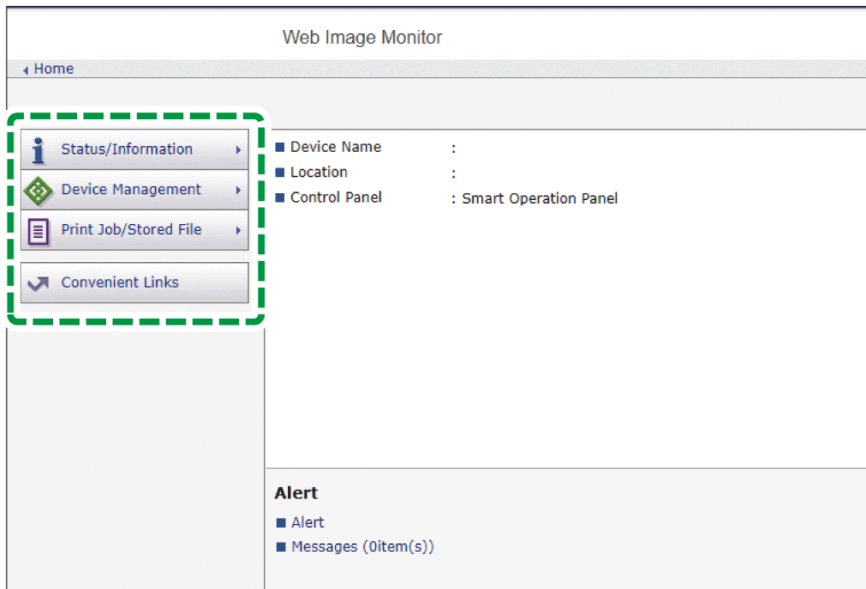 Web Image Monitor
Home
Status/Information
Device Management
Print Job/Stored File
Convenient Links
Device Name :
Location :
Control Panel : Smart Operation Panel
Alert
Alert
Messages (0item(s))